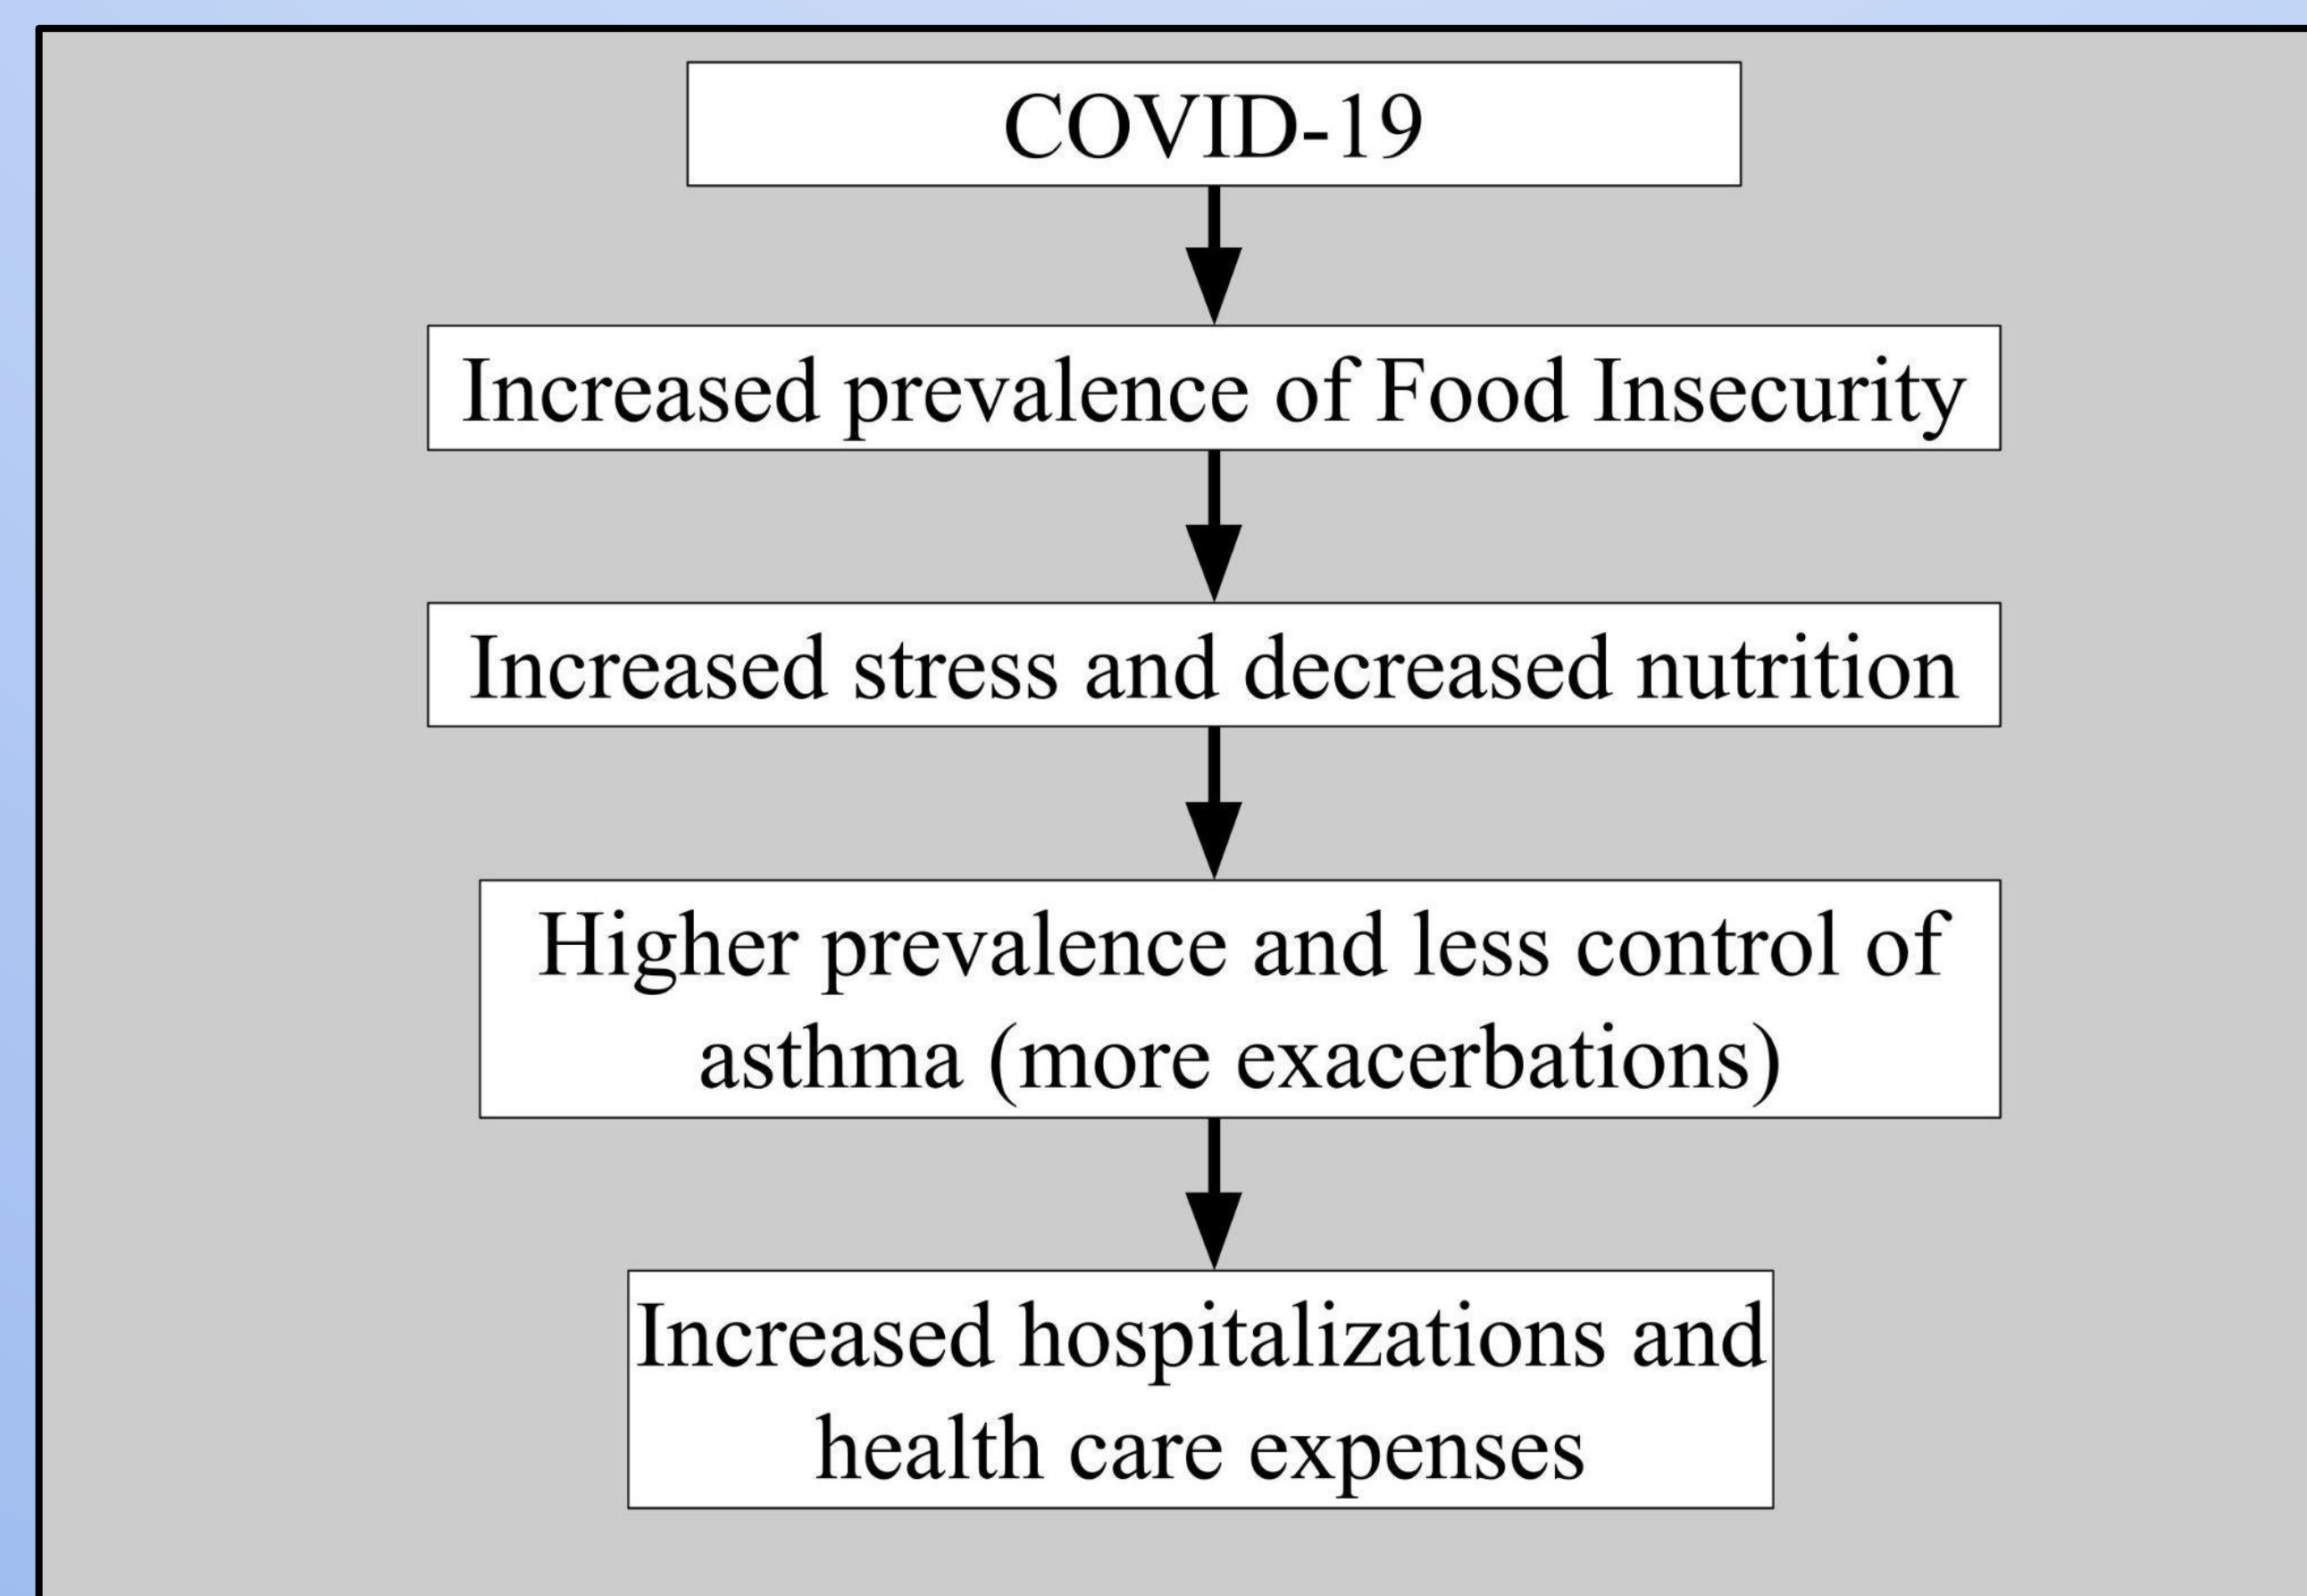 COVID-19
Increased prevalence of Food Insecurity
Increased stress and decreased nutrition
Higher prevalence and less control of
asthma (more exacerbations)
Increased hospitalizations and
health care expenses